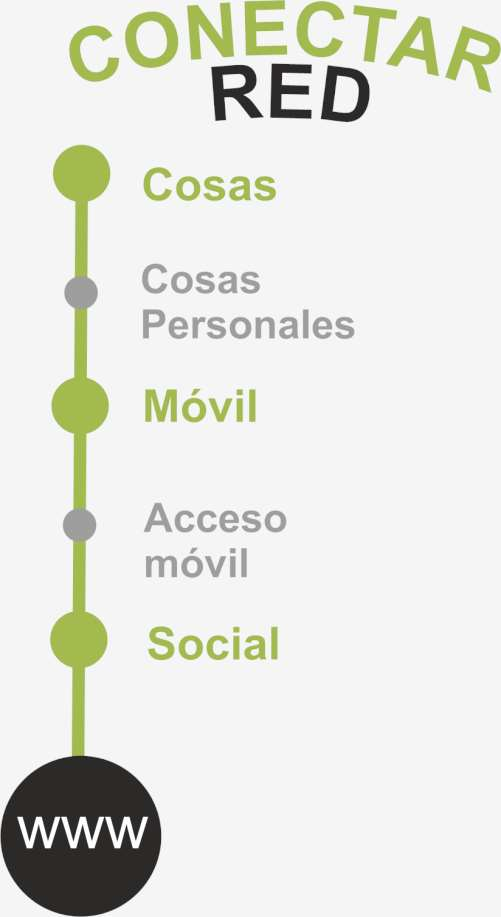 CONECTAR
RED
Cosas
Cosas
Personales
Móvil
Acceso
móvil
Social
www